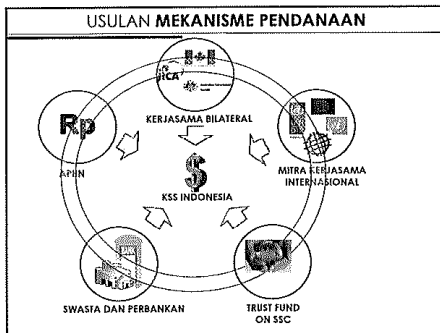 USULAN MEKANISME PENDANAAN
JICA
KERJASAMA BILATERAL
Rp
APBN
MITRA KERJASAMA
INTERNASIONAL
$
KSS INDONESIA
SWASTA DAN PERBANKAN
TRUST FUND
ON SSC